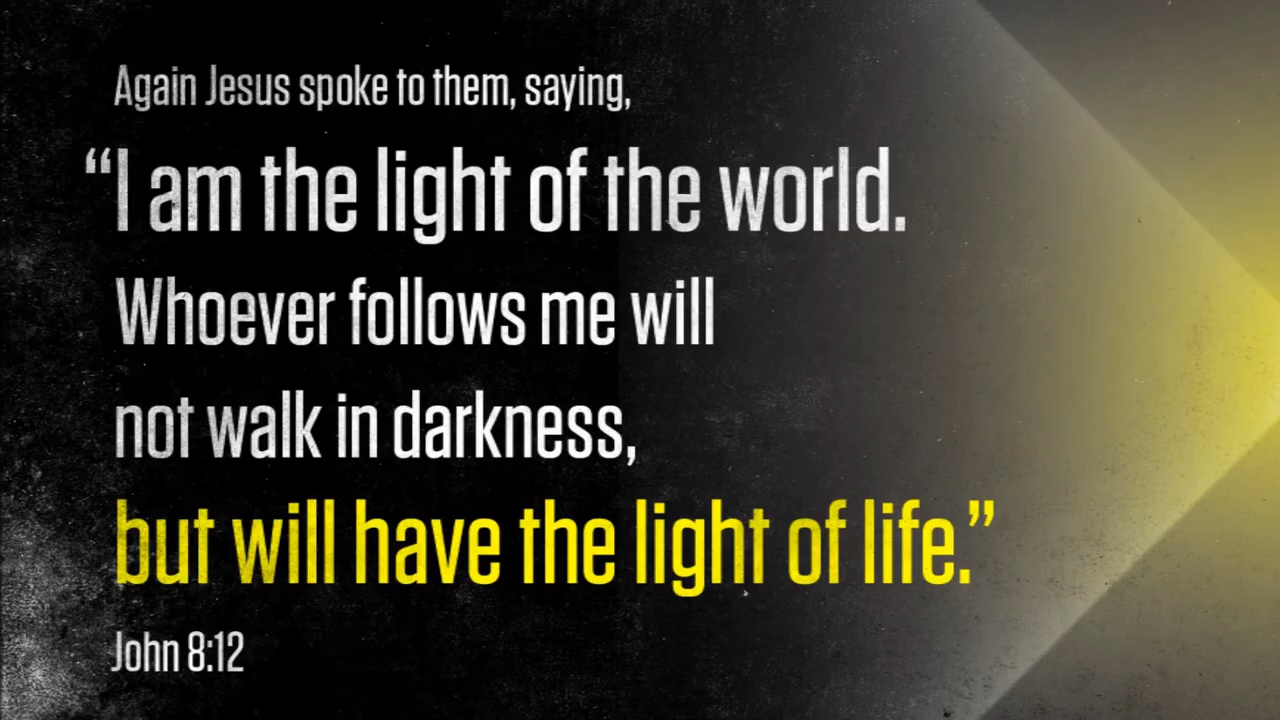 Again Jesus spoke to them, saying,
“I am the light of the world.
Whoever follows me will
not walk in darkness,
but will have the light of life.”
John 8:12